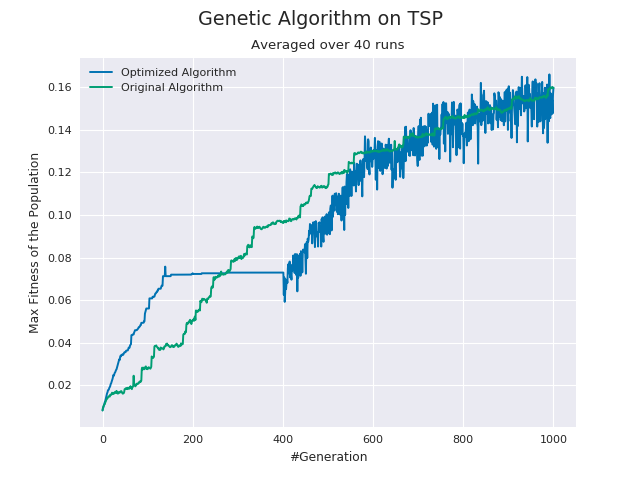 Genetic Algorithm on TSP
Averaged over 40 runs
Optimized Algorithm
Original Algorithm
0.16
0.14
0.12
0.10
0.08
0.06
0.04
0.02
Max Fitness of the Population
0 200 400 600 800 1000
#Generation